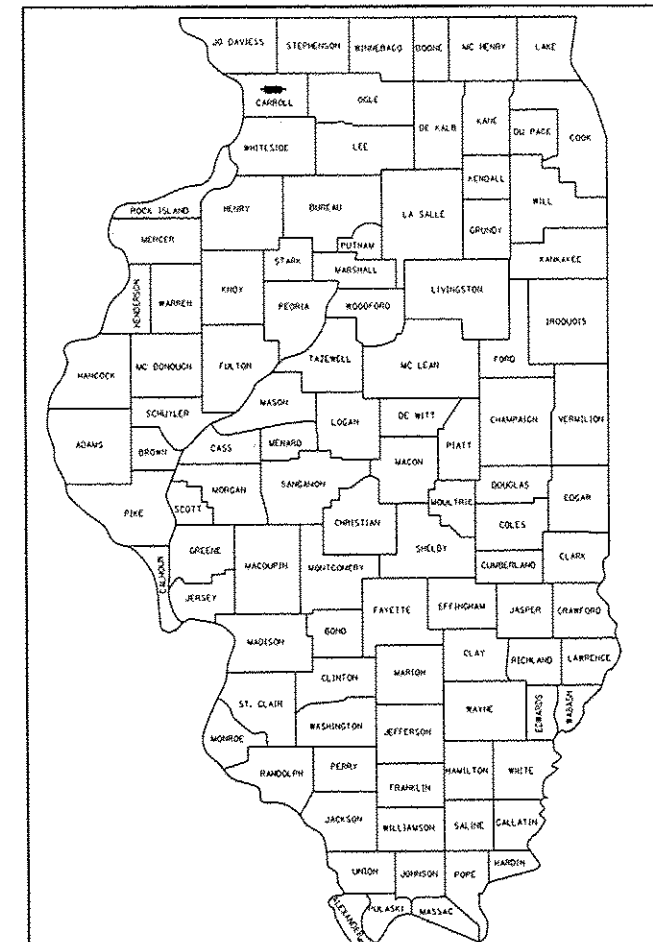 JO DAVIESS STEPHENSON WINNEBAGO BOONE MC HENRY LAKE
CARROLL OGLE DE KALB KANE DU PAGE COOK
WHITESIDE LEE
KENDALL WILL
ROCK ISLAND HENRY BUREAU LA SALLE
GRUNDY
MERCER PUTNAM
STARK MARSHALL KANKAKEE
HENDERSON WARREN KNOX PEORIA WOODFORD LIVINGSTON IROQUOIS
HANCOCK MC DONOUGH FULTON TAZEWELL MC LEAN FORD
MASON
SCHUYLER LOGAN DE WITT CHAMPAIGN VERMILION
ADAMS BROWN CASS MENARD PIATT
MACON
MORGAN SANGAMON DOUGLAS EDGAR
PIKE SCOTT CHRISTIAN MOULTRIE COLES
GREENE SHELBY
CALHOUN MACOUPIN MONTGOMERY CUMBERLAND CLARK
JERSEY FAYETTE EFFINGHAM JASPER CRAWFORD
MADISON BOND
CLAY RICHLAND LAWRENCE
CLINTON MARION
ST. CLAIR WAYNE EDWARDS WABASH
WASHINGTON JEFFERSON
MONROE
RANDOLPH PERRY HAMILTON WHITE
FRANKLIN
JACKSON WILLIAMSON SALINE GALLATIN
UNION JOHNSON POPE HARDIN
ALEXANDER PULASKI MASSAC